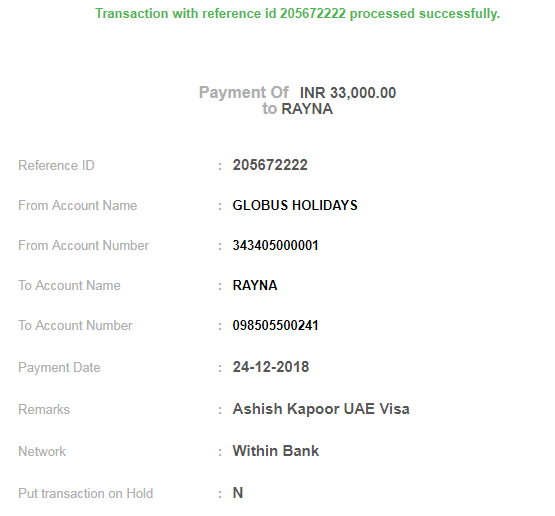 Transaction with reference id 205672222 processed successfully.
Payment Of INR 33,000.00
to RAYNA
Reference ID : 205672222
From Account Name : GLOBUS HOLIDAYS
From Account Number : 343405000001
To Account Name : RAYNA
To Account Number : 098505500241
Payment Date : 24-12-2018
Remarks : Ashish Kapoor UAE Visa
Network : Within Bank
Put transaction on Hold : N